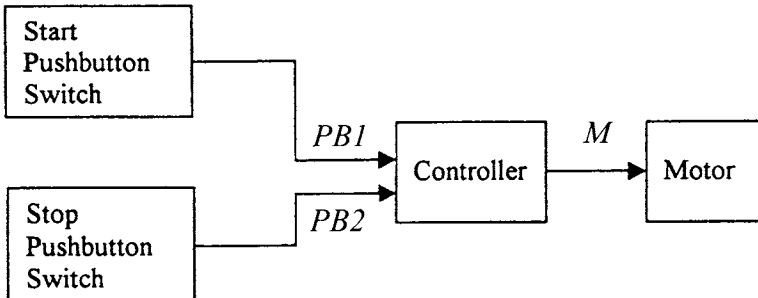 Start
Pushbutton
Switch
PB1
Controller
M
Motor
Stop
Pushbutton
Switch
PB2